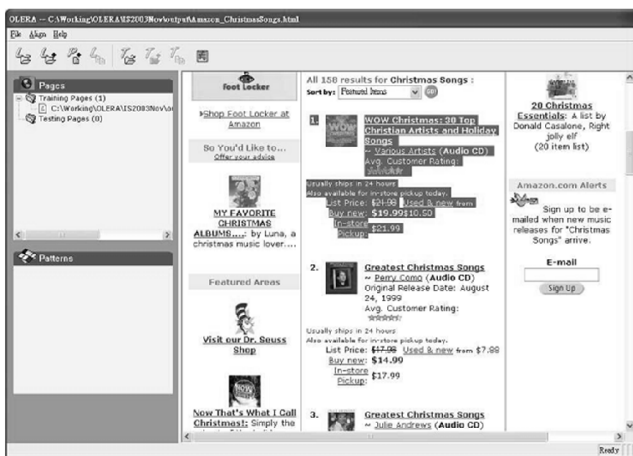 OLERA -- C:\Working\OLERA\IS2003Nov\output\Amazon_ChristmasSongs.html
File Align Help
Pages
Training Pages (1)
C:\Working\OLERA\IS2003Nov\ou
Testing Pages (0)
Patterns
Foot Locker
Shop Foot Locker at
Amazon
So You'd Like to...
Offer your advice
MY FAVORITE
CHRISTMAS
ALBUMS....: by Luna, a
christmas music lover....
Featured Areas
Visit our Dr. Seuss
Shop
NOW
Now That's What I Call
Christmas!: Simply the
All 158 results for Christmas Songs :
Sort by: Featured Items GO!
1. WOW Christmas: 30 Top
Christian Artists and Holiday
Songs
~ Various Artists (Audio CD)
Avg. Customer Rating:
Usually ships in 24 hours
Also available for in-store pickup today.
List Price: $21.98 Used & new from
Buy new: $19.99 $10.50
In-store
Pickup: $21.99
2. Greatest Christmas Songs
~ Perry Como (Audio CD)
Original Release Date: August
24, 1999
Avg. Customer Rating:
Usually ships in 24 hours
Also available for in-store pickup today.
List Price: $17.98 Used & new from $7.88
Buy new: $14.99
In-store
Pickup: $17.99
3. Greatest Christmas Songs
~ Julie Andrews (Audio CD)
20 Christmas
Essentials: A list by
Donald Casalone, Right
jolly elf
(20 item list)
Amazon.com Alerts
Sign up to be e-
mailed when new music
releases for "Christmas
Songs" arrive.
E-mail
Sign Up
Ready